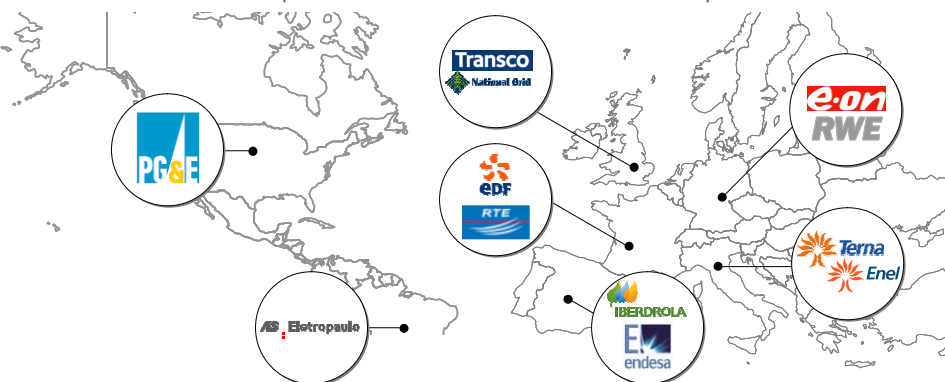 Transco
National Grid
e·on
RWE
PG&E
eDF
RTE
Terna
Enel
IBERDROLA
endesa
AES Eletropaulo